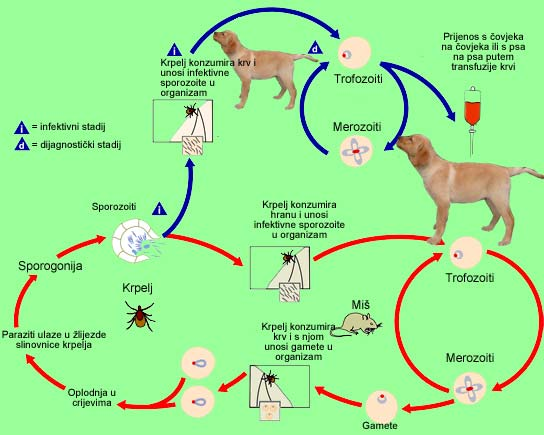 Krpelj konzumira krv i
unosi infektivne
sporozoite u
organizam
i
d
Trofozoiti
Merozoiti
Prijenos s čovjeka
na čovjeka ili s psa
na psa putem
transfuzije krvi
i = infektivni stadij
d = dijagnostički stadij
Sporozoiti
i
Krpelj konzumira
hranu i unosi
infektivne sporozoite
u organizam
Sporogonija
Krpelj
Trofozoiti
Miš
Paraziti ulaze u žlijezde
slinovnice krpelja
Krpelj konzumira
krv i s njom
unosi gamete u
organizam
Merozoiti
Oplodnja u
crijevima
Gamete